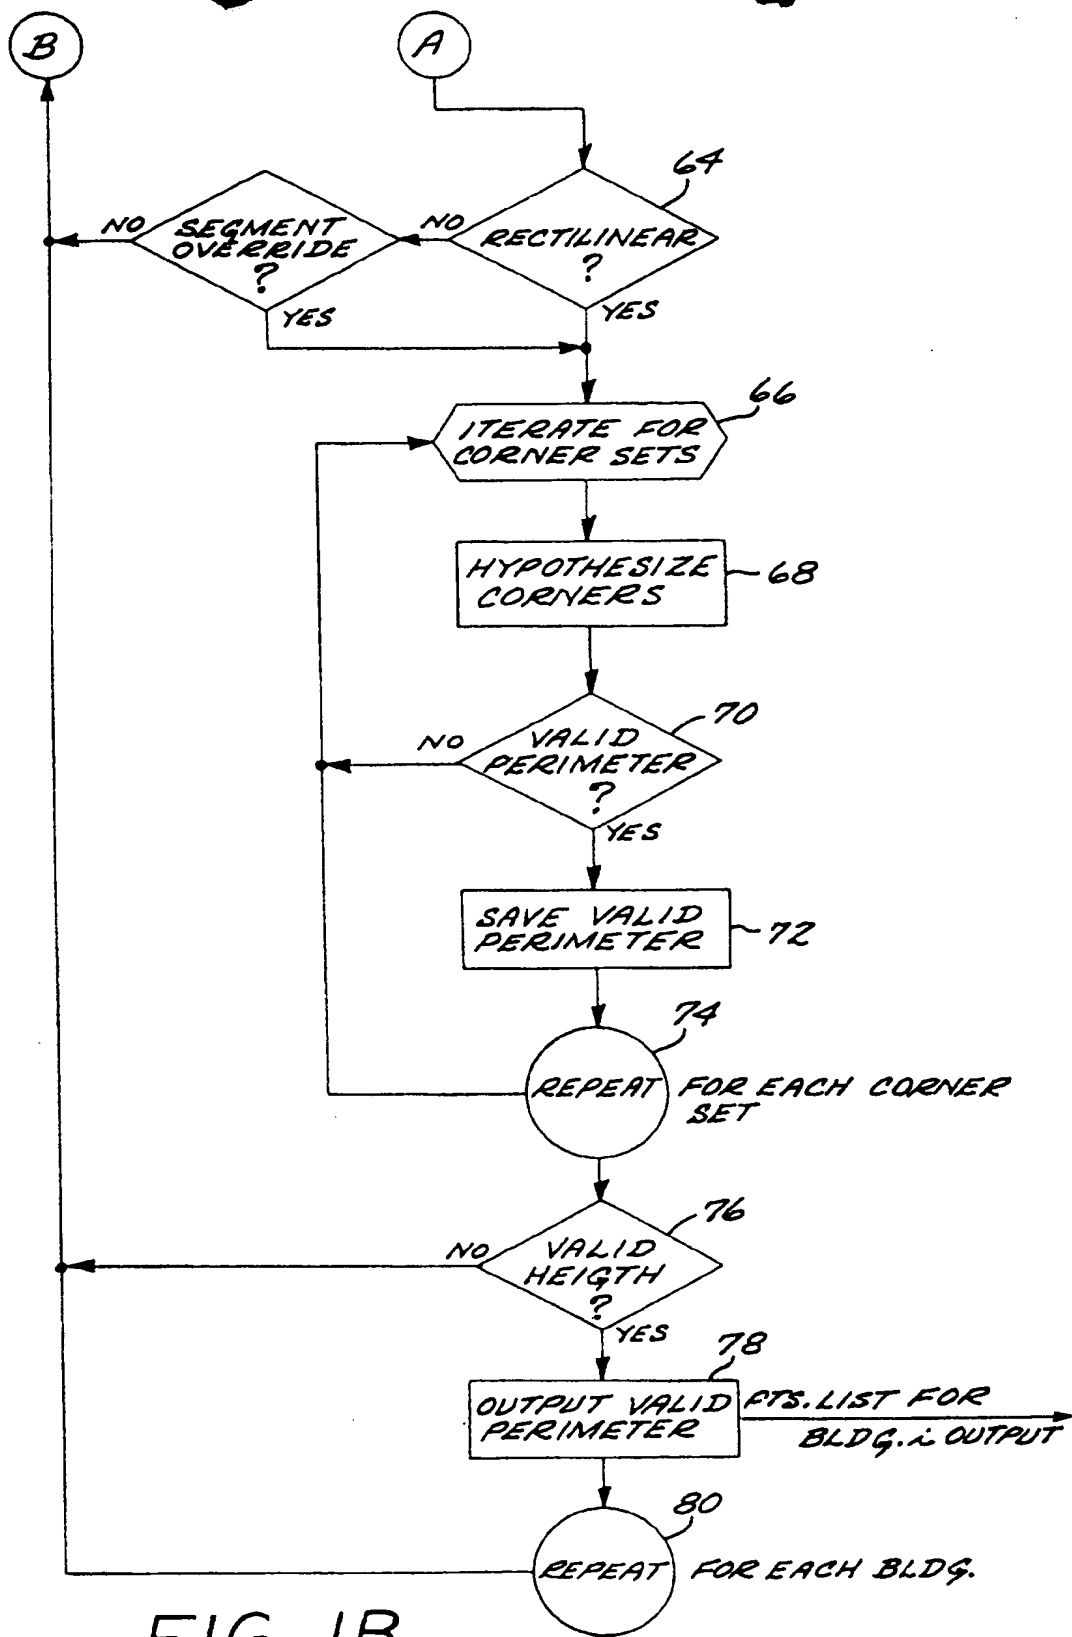 B
A
64
NO
SEGMENT
OVERRIDE
?
NO
RECTILINEAR
?
YES
YES
66
ITERATE FOR
CORNER SETS
HYPOTHESIZE
CORNERS
68
70
NO
VALID
PERIMETER
?
YES
SAVE VALID
PERIMETER
72
74
REPEAT
FOR EACH CORNER
SET
76
NO
VALID
HEIGTH
?
YES
78
OUTPUT VALID
PERIMETER
PTS. LIST FOR
BLDG. i OUTPUT
80
REPEAT
FOR EACH BLDG.
FIG. 1B